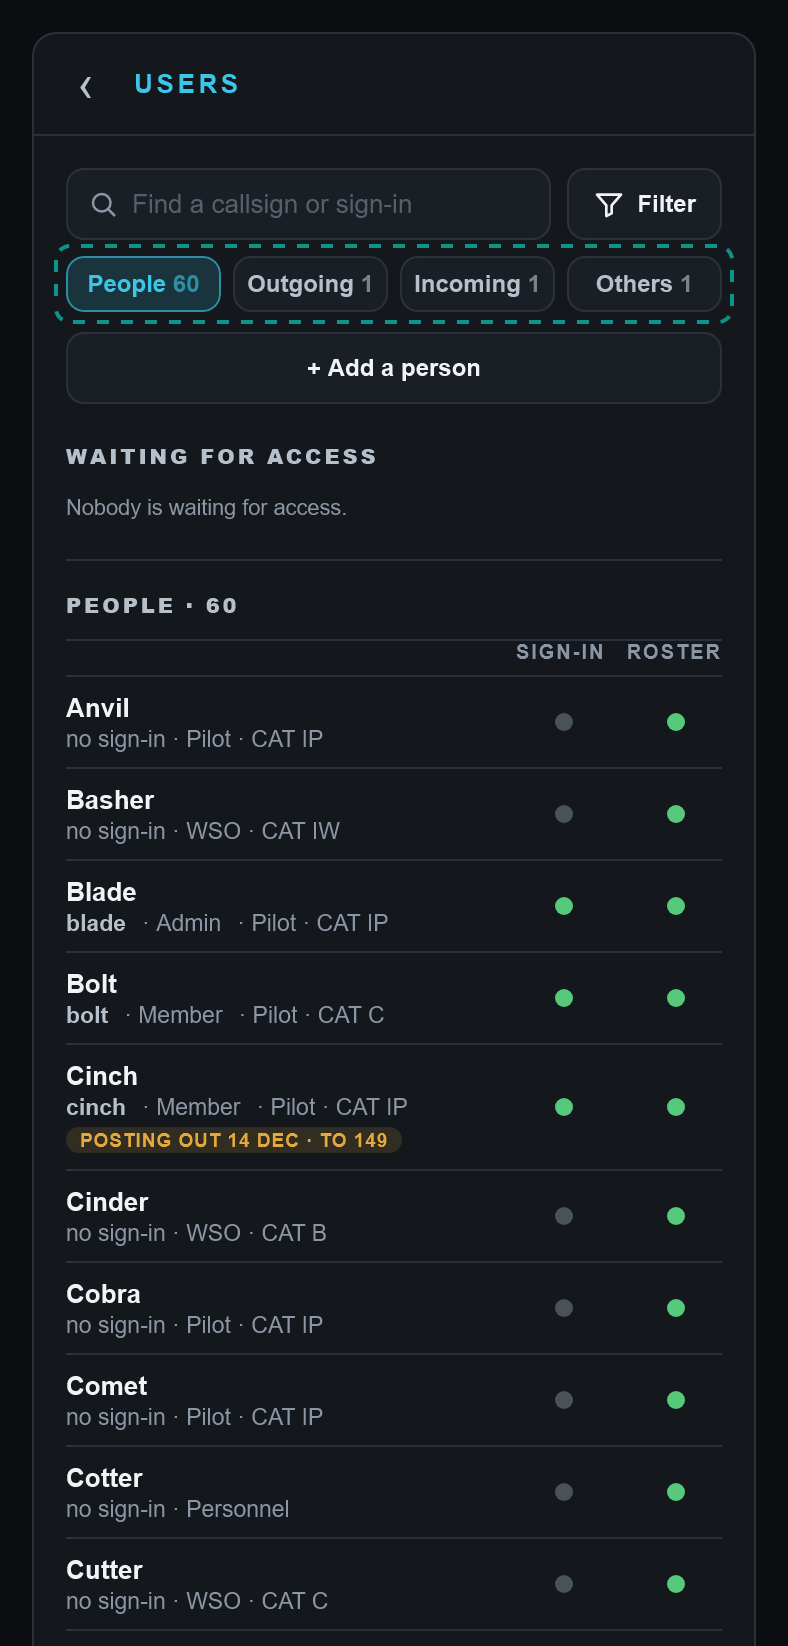 ‹ USERS
Find a callsign or sign-in
Filter
People 60
Outgoing 1
Incoming 1
Others 1
+ Add a person
WAITING FOR ACCESS
Nobody is waiting for access.
PEOPLE · 60
SIGN-IN ROSTER
Anvil
no sign-in · Pilot · CAT IP
Basher
no sign-in · WSO · CAT IW
Blade
blade · Admin · Pilot · CAT IP
Bolt
bolt · Member · Pilot · CAT C
Cinch
cinch · Member · Pilot · CAT IP
POSTING OUT 14 DEC · TO 149
Cinder
no sign-in · WSO · CAT B
Cobra
no sign-in · Pilot · CAT IP
Comet
no sign-in · Pilot · CAT IP
Cotter
no sign-in · Personnel
Cutter
no sign-in · WSO · CAT C